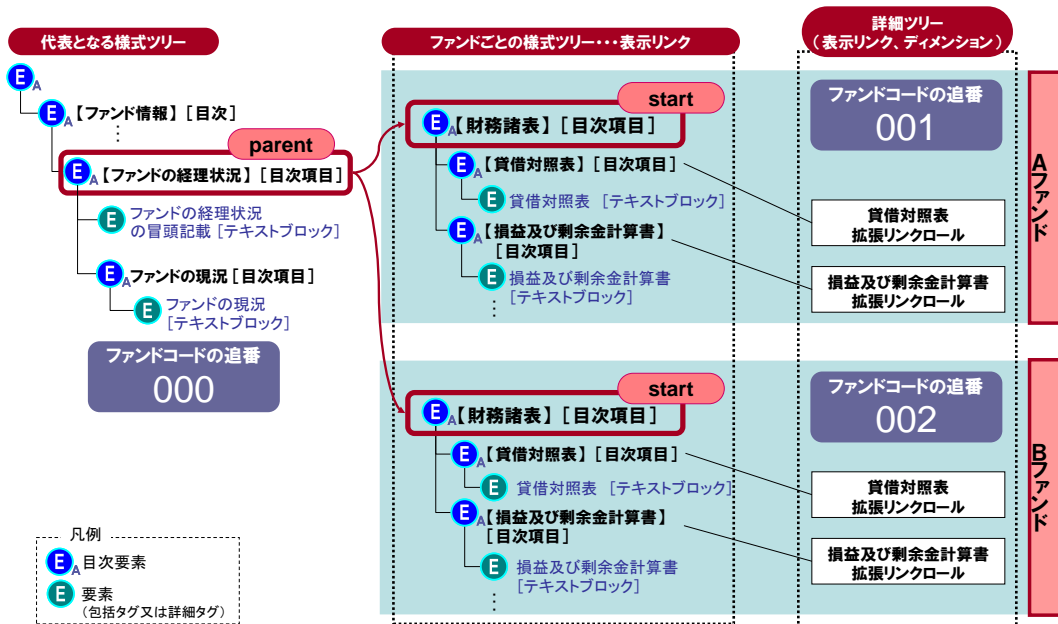 代表となる様式ツリー
E
A
E
A
【ファンド情報】 [目次]
⋮
parent
E
A
【ファンドの経理状況】 [目次項目]
E
ファンドの経理状況
の冒頭記載 [テキストブロック]
E
A
ファンドの現況 [目次項目]
E
ファンドの現況
[テキストブロック]
ファンドコードの追番
000
凡例
E
A
目次要素
E
要素
(包括タグ又は詳細タグ)
ファンドごとの様式ツリー・・・表示リンク
start
E
A
【財務諸表】 [目次項目]
E
A
【貸借対照表】 [目次項目]
E
貸借対照表 [テキストブロック]
E
A
【損益及び剰余金計算書】
[目次項目]
E
損益及び剰余金計算書
[テキストブロック]
⋮
start
E
A
【財務諸表】 [目次項目]
E
A
【貸借対照表】 [目次項目]
E
貸借対照表 [テキストブロック]
E
A
【損益及び剰余金計算書】
[目次項目]
E
損益及び剰余金計算書
[テキストブロック]
⋮
詳細ツリー
(表示リンク、ディメンション)
ファンドコードの追番
001
貸借対照表
拡張リンクロール
損益及び剰余金計算書
拡張リンクロール
Aファンド
ファンドコードの追番
002
貸借対照表
拡張リンクロール
損益及び剰余金計算書
拡張リンクロール
Bファンド